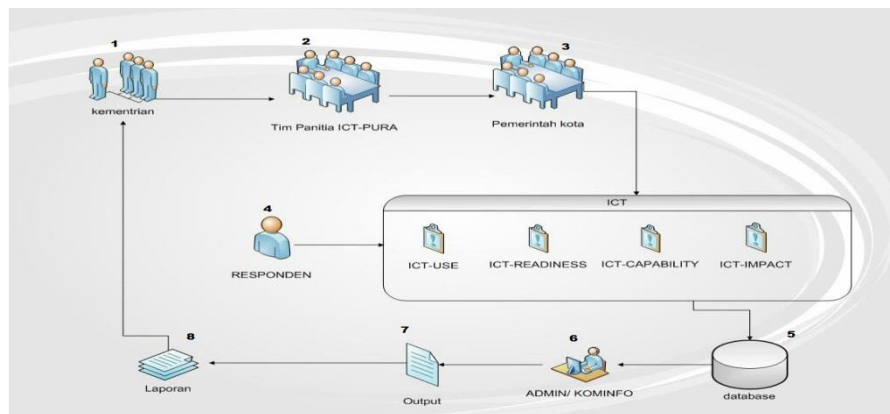 1
kementrian
2
Tim Panitia ICT-PURA
3
Pemerintah kota
ICT
ICT-USE
ICT-READINESS
ICT-CAPABILITY
ICT-IMPACT
4
RESPONDEN
5
database
6
ADMIN/ KOMINFO
7
Output
8
Laporan